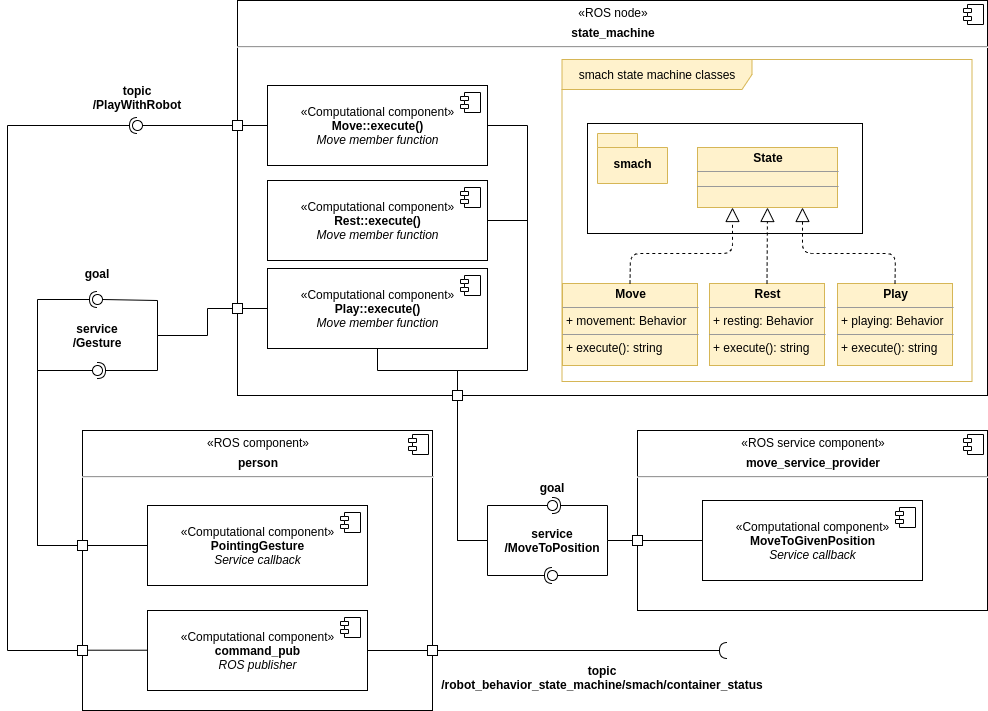 «ROS node»
state_machine
topic
/PlayWithRobot
«Computational component»
Move::execute()
Move member function
«Computational component»
Rest::execute()
Move member function
«Computational component»
Play::execute()
Move member function
smach state machine classes
smach
State
Move
+ movement: Behavior
+ execute(): string
Rest
+ resting: Behavior
+ execute(): string
Play
+ playing: Behavior
+ execute(): string
goal
service
/Gesture
«ROS component»
person
«Computational component»
PointingGesture
Service callback
«Computational component»
command_pub
ROS publisher
goal
service
/MoveToPosition
«ROS service component»
move_service_provider
«Computational component»
MoveToGivenPosition
Service callback
topic
/robot_behavior_state_machine/smach/container_status